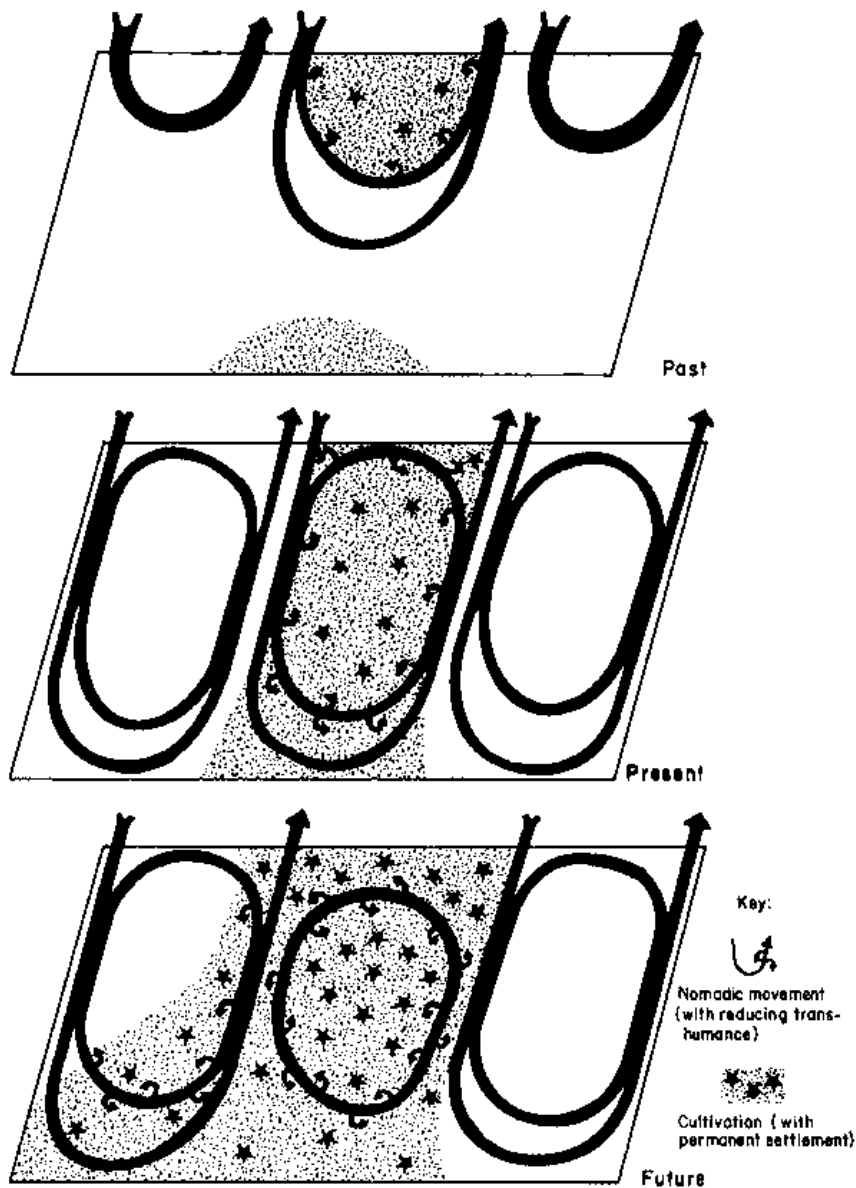 Past
Present
Key:
Nomadic movement
(with reducing trans-
humance)
Cultivation (with
permanent settlement)
Future